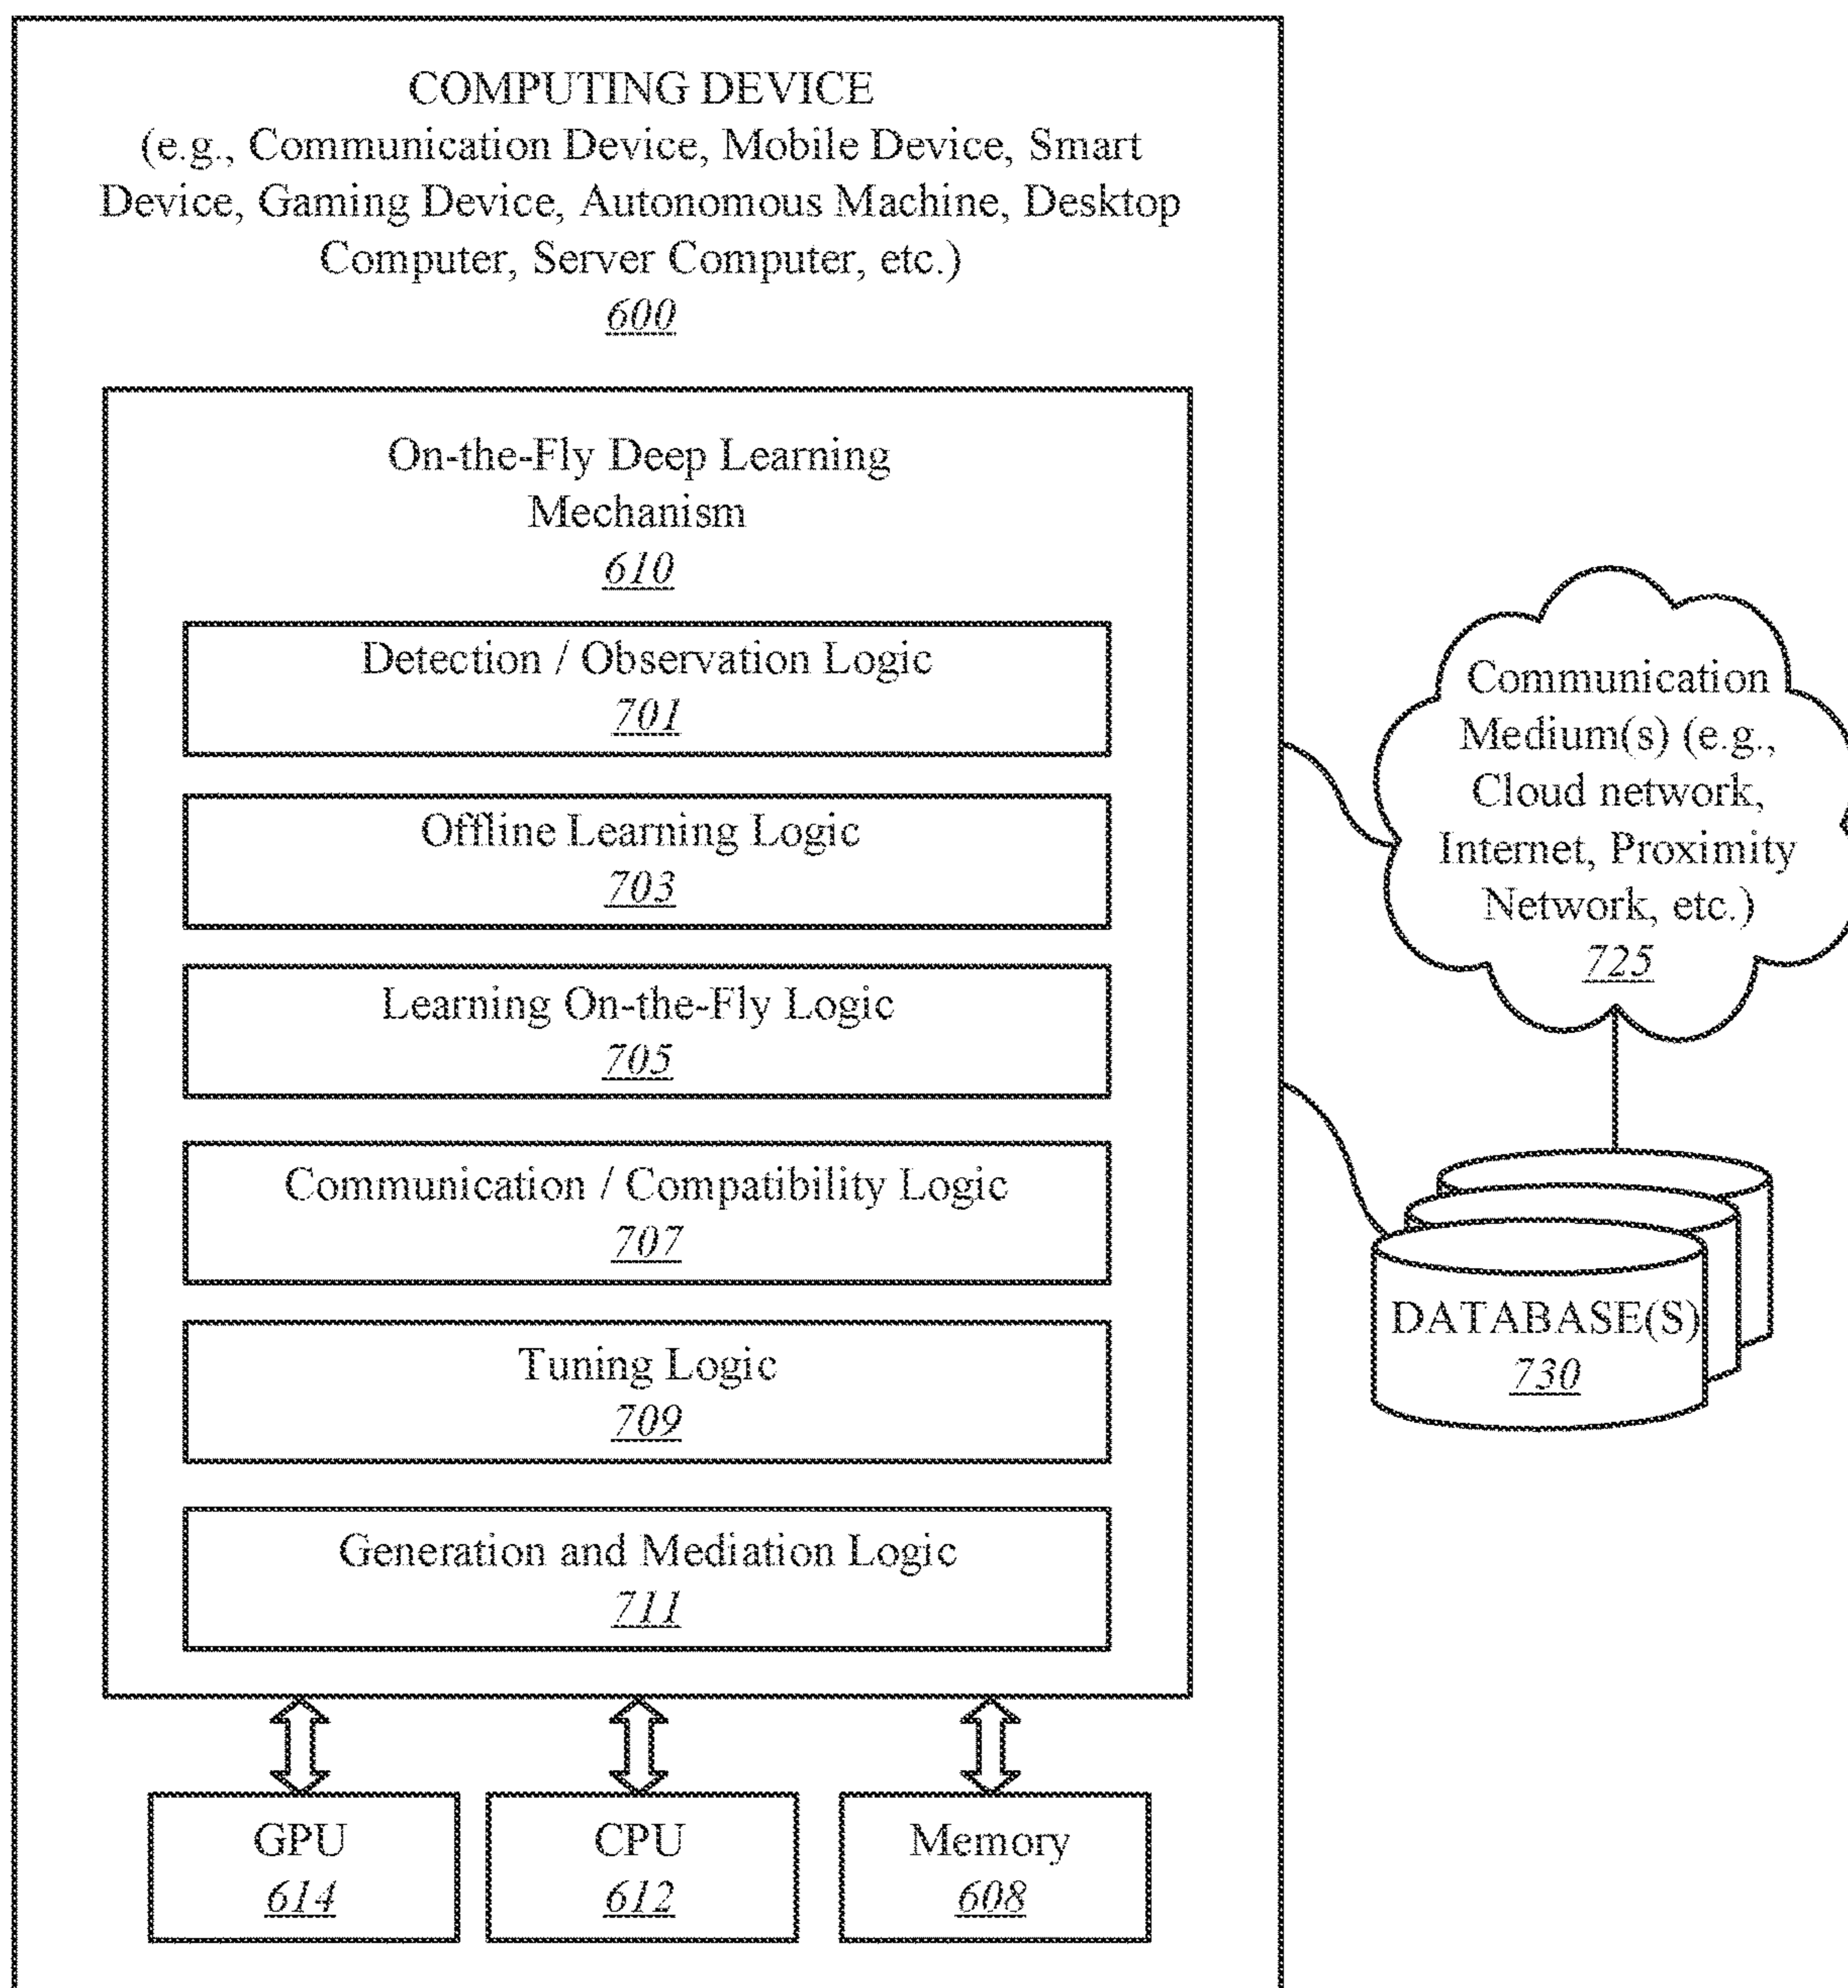 COMPUTING DEVICE
(e.g., Communication Device, Mobile Device, Smart
Device, Gaming Device, Autonomous Machine, Desktop
Computer, Server Computer, etc.)
600
On-the-Fly Deep Learning
Mechanism
610
Detection / Observation Logic
701
Offline Learning Logic
703
Learning On-the-Fly Logic
705
Communication / Compatibility Logic
707
Tuning Logic
709
Generation and Mediation Logic
711
GPU
614
CPU
612
Memory
608
Communication
Medium(s) (e.g.,
Cloud network,
Internet, Proximity
Network, etc.)
725
DATABASE(S)
730